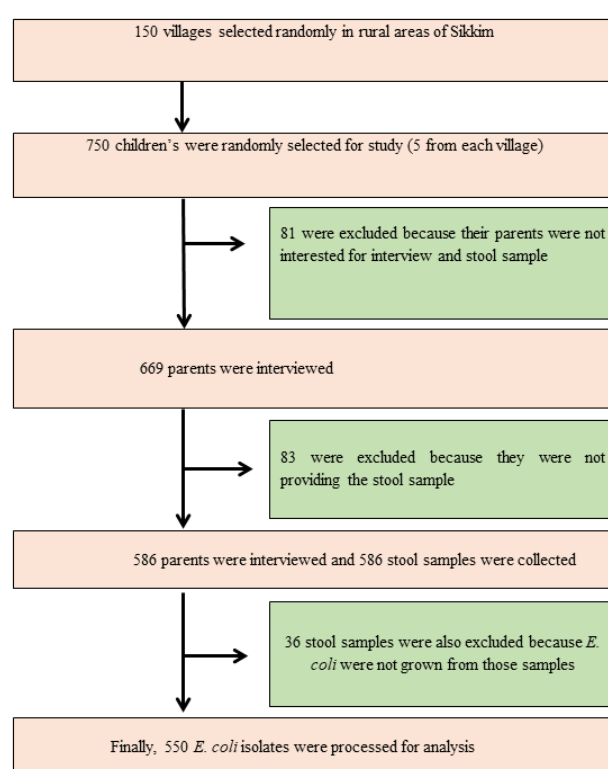 150 villages selected randomly in rural areas of Sikkim
750 children's were randomly selected for study (5 from each village)
81 were excluded because their parents were not
interested for interview and stool sample
669 parents were interviewed
83 were excluded because they were not
providing the stool sample
586 parents were interviewed and 586 stool samples were collected
36 stool samples were also excluded because E.
coli were not grown from those samples
Finally, 550 E. coli isolates were processed for analysis